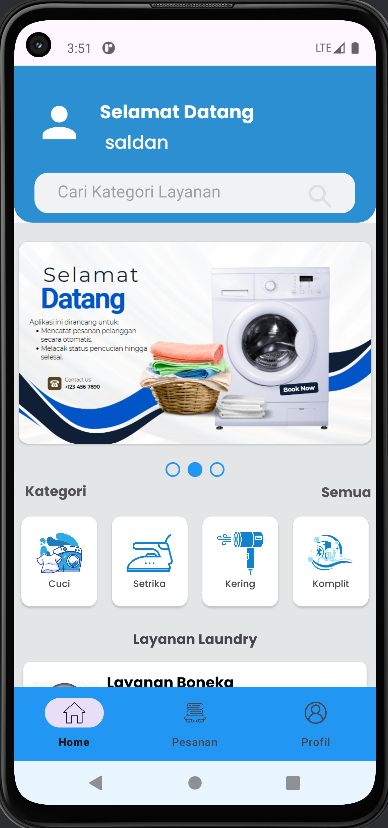 3:51
LTE
Selamat Datang
saldan
Cari Kategori Layanan
Selamat
Datang
Aplikasi ini dirancang untuk:
Mencatat pesanan pelanggan
secara otomatis.
Melacak status pencucian hingga
selesai.
Contact Us
+123 456 7890
Book Now
Kategori
Semua
Cuci
Setrika
Kering
Komplit
Layanan Laundry
Layanan Boneka
Home
Pesanan
Profil